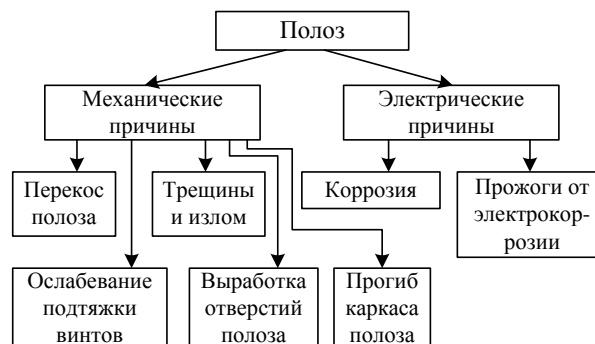 Полоз
Механические
причины
Электрические
причины
Перекос
полоза
Трещины
и излом
Коррозия
Прожоги от
электрокор-
розии
Ослабевание
подтяжки
винтов
Выработка
отверстий
полоза
Прогиб
каркаса
полоза